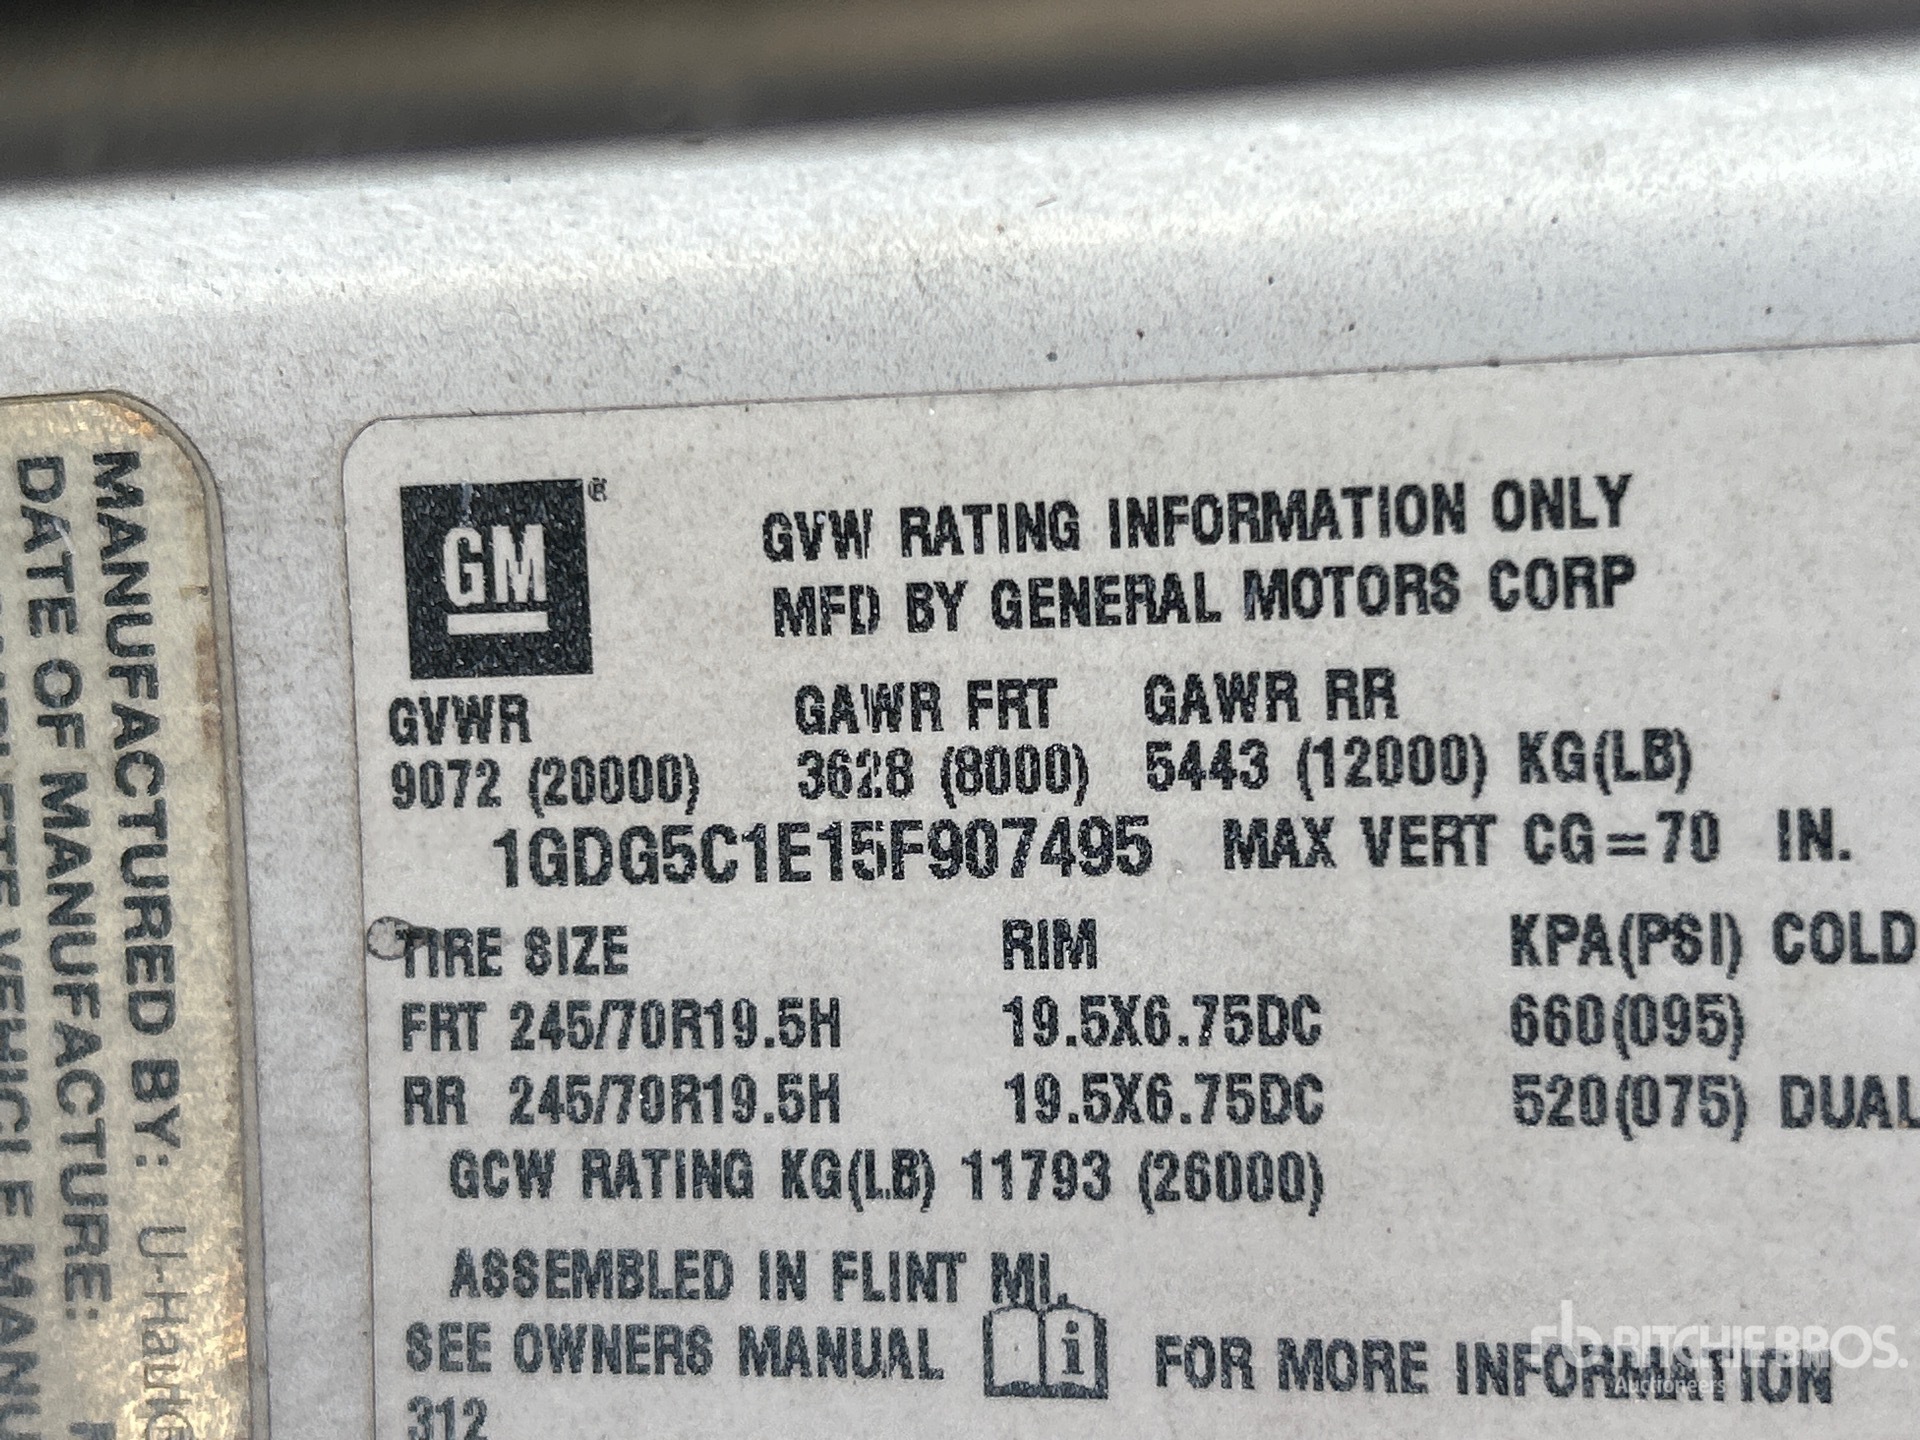 GM®
GVW RATING INFORMATION ONLY
MFD BY GENERAL MOTORS CORP
GVWR GAWR FRT GAWR RR
9072 (20000) 3628 (8000) 5443 (12000) KG(LB)
1GDG5C1E15F907495 MAX VERT CG=70 IN.
TIRE SIZE RIM KPA(PSI) COLD
FRT 245/70R19.5H 19.5X6.75DC 660(095)
RR 245/70R19.5H 19.5X6.75DC 520(075) DUAL
GCW RATING KG(LB) 11793 (26000)
ASSEMBLED IN FLINT MI.
SEE OWNERS MANUAL i FOR MORE INFORMATION
312
MANUFACTURED BY: U-HAUL
DATE OF MANUFACTURE:
VEHICLE
rb RITCHIE BROS.
Auctioneers